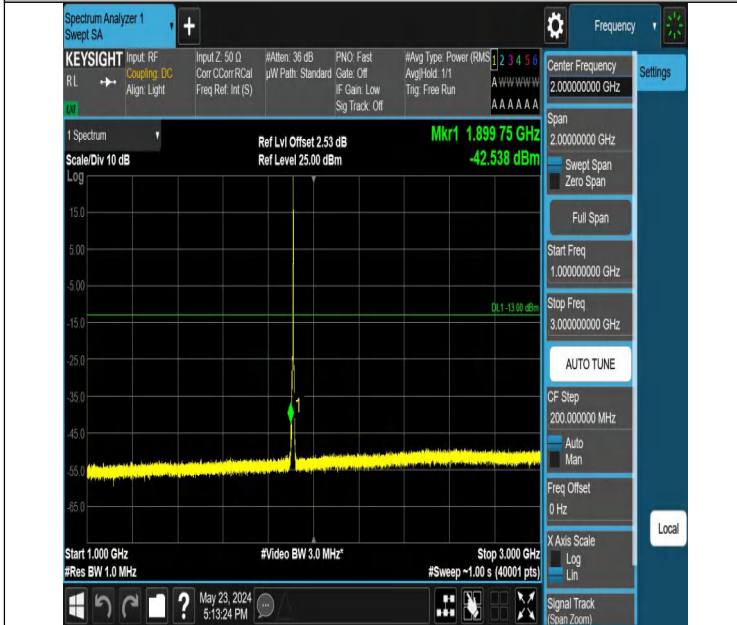 Spectrum Analyzer 1
Swept SA
+
Frequency
KEYSIGHT
RL
Input: RF
Coupling: DC
Align: Light
Input Z: 50 Ω
Corr CCorr RCal
Freq Ref: Int (S)
#Atten: 36 dB
µW Path: Standard
PNO: Fast
Gate: Off
IF Gain: Low
Sig Track: Off
#Avg Type: Power (RMS
Avg|Hold: 1/1
Trig: Free Run
1 2 3 4 5 6
A W W W W W
A A A A A A
1 Spectrum
Scale/Div 10 dB
Log
Ref Lvl Offset 2.53 dB
Ref Level 25.00 dBm
Mkr1 1.899 75 GHz
-42.538 dBm
15.0
5.00
-5.00
-15.0
-25.0
-35.0
-45.0
-55.0
-65.0
DL1 -13.00 dBm
1
Start 1.000 GHz
#Res BW 1.0 MHz
#Video BW 3.0 MHz*
Stop 3.000 GHz
#Sweep ~1.00 s (40001 pts)
Center Frequency
2.000000000 GHz
Settings
Span
2.00000000 GHz
Swept Span
Zero Span
Full Span
Start Freq
1.000000000 GHz
Stop Freq
3.000000000 GHz
AUTO TUNE
CF Step
200.000000 MHz
Auto
Man
Freq Offset
0 Hz
X Axis Scale
Log
Lin
Local
Signal Track
(Span Zoom)
?
May 23, 2024
5:13:24 PM